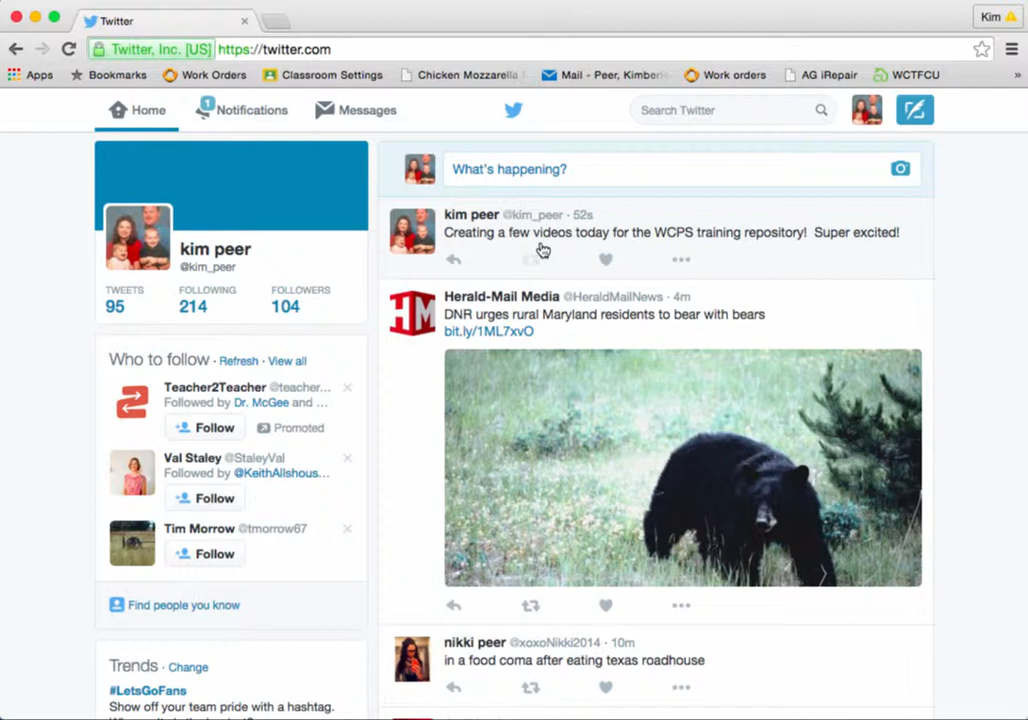 Twitter
Kim
Twitter, Inc. [US] https://twitter.com
Apps Bookmarks Work Orders Classroom Settings Chicken Mozzarella Mail - Peer, Kimberl Work orders AG iRepair WCTFCU »
Home 1 Notifications Messages Search Twitter
What's happening?
kim peer
@kim_peer
TWEETS FOLLOWING FOLLOWERS
95 214 104
kim peer @kim_peer · 52s
Creating a few videos today for the WCPS training repository! Super excited!
Herald-Mail Media @HeraldMailNews · 4m
DNR urges rural Maryland residents to bear with bears
bit.ly/1ML7xvO
HM
Who to follow · Refresh · View all
Teacher2Teacher @teacher...
Followed by Dr. McGee and ...
Follow Promoted
Val Staley @StaleyVal
Followed by @KeithAllshous...
Follow
Tim Morrow @tmorrow67
Follow
Find people you know
nikki peer @xoxoNikki2014 · 10m
in a food coma after eating texas roadhouse
Trends · Change
#LetsGoFans
Show off your team pride with a hashtag.